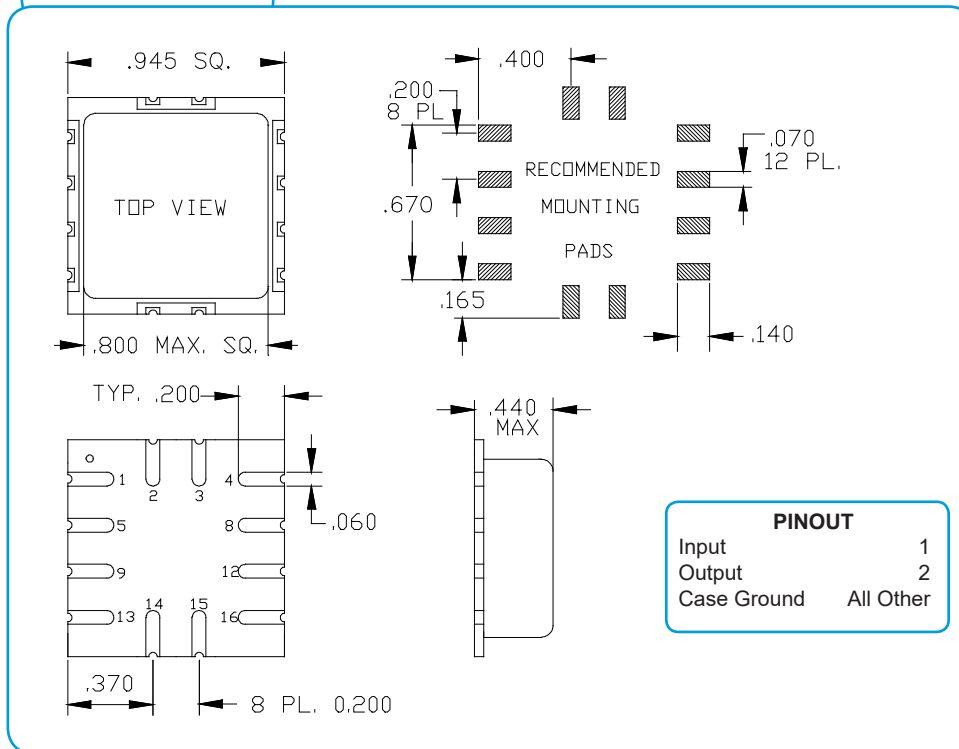 .945 SQ.
.400
.200
8 PL
.070
12 PL.
RECOMMENDED
MOUNTING
PADS
.670
TOP VIEW
.165
.140
.800 MAX. SQ.
TYP. .200
.440
MAX
1
2
3
4
.060
5
8
9
12
13
14
15
16
.370
8 PL. 0.200
PINOUT
Input 1
Output 2
Case Ground All Other